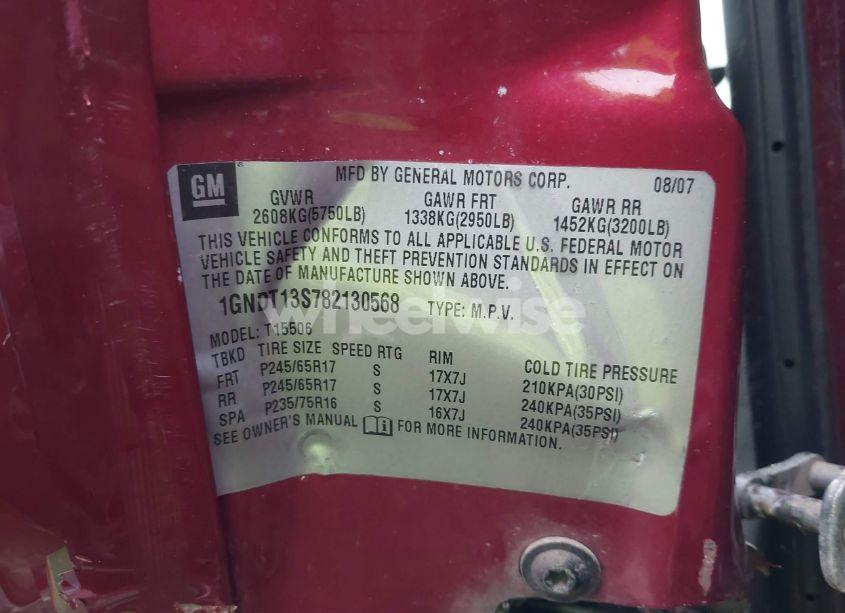 GM
MFD BY GENERAL MOTORS CORP. 08/07
GVWR GAWR FRT GAWR RR
2608KG(5750LB) 1338KG(2950LB) 1452KG(3200LB)
THIS VEHICLE CONFORMS TO ALL APPLICABLE U.S. FEDERAL MOTOR
VEHICLE SAFETY AND THEFT PREVENTION STANDARDS IN EFFECT ON
THE DATE OF MANUFACTURE SHOWN ABOVE.
1GNDT13S782130568 TYPE: M.P.V.
wheelwise
MODEL: T15506
TBKD TIRE SIZE SPEED RTG RIM COLD TIRE PRESSURE
FRT P245/65R17 S 17X7J 210KPA(30PSI)
RR P245/65R17 S 17X7J 240KPA(35PSI)
SPA P235/75R16 S 16X7J 240KPA(35PSI)
SEE OWNER'S MANUAL FOR MORE INFORMATION.